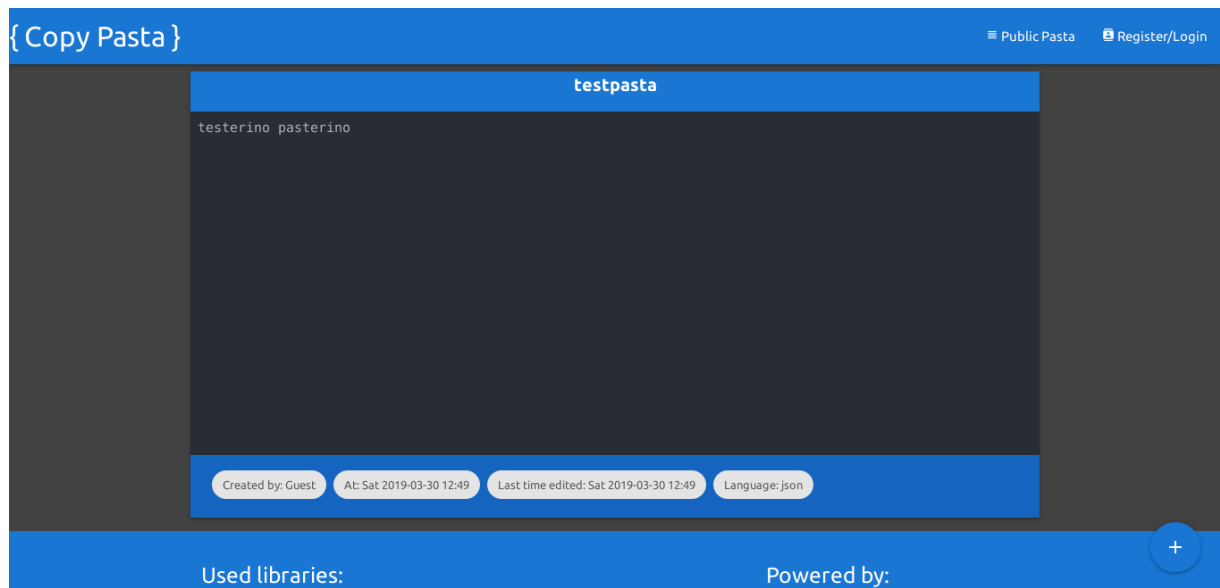 { Copy Pasta }
Public Pasta
Register/Login
testpasta
testerino pasterino
Created by: Guest
At: Sat 2019-03-30 12:49
Last time edited: Sat 2019-03-30 12:49
Language: json
+
Used libraries:
Powered by: